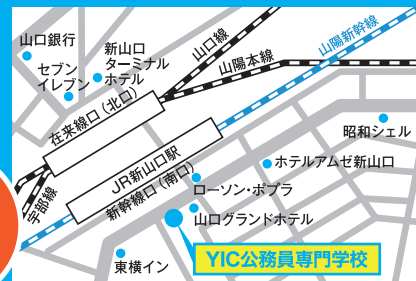 山口銀行
セブン
イレブン
新山口
ターミナル
ホテル
山口線
山陽本線
山陽新幹線
在来線口（北口）
昭和シェル
JR新山口駅
新幹線口（南口）
宇部線
ホテルアムゼ新山口
ローソン・ポプラ
山口グランドホテル
YIC公務員専門学校
東横イン